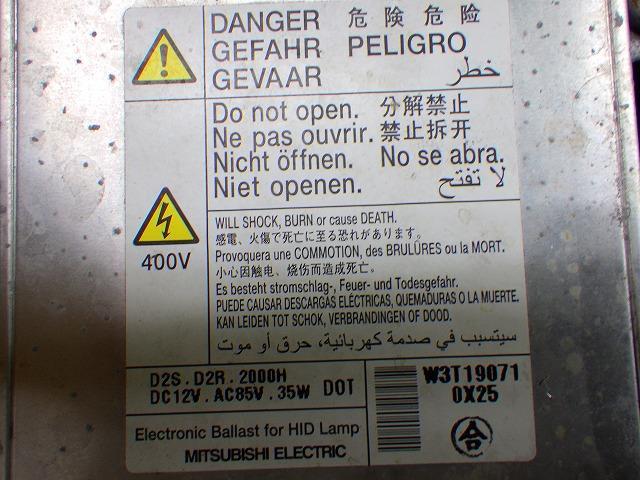 DANGER 危険 危险
GEFAHR PELIGRO
GEVAAR خطر
Do not open. 分解禁止
Ne pas ouvrir. 禁止拆开
Nicht öffnen. No se abra.
Niet openen. لا تفتح
400V
WILL SHOCK, BURN or cause DEATH.
感電、火傷で死亡に至る恐れがあります。
Provoquera une COMMOTION, des BRULÛRES ou la MORT.
小心因触电、烧伤而造成死亡。
Es besteht stromschlag-, Feuer- und Todesgefahr.
PUEDE CAUSAR DESCARGAS ELÉCTRICAS, QUEMADURAS O LA MUERTE.
KAN LEIDEN TOT SCHOK, VERBRANDINGEN OF DOOD.
سيتسبب في صدمة كهربائية، حرق أو موت
D2S . D2R . 2000H
DC12V . AC85V . 35W DOT
W3T19071
0X25
Electronic Ballast for HID Lamp
MITSUBISHI ELECTRIC
合